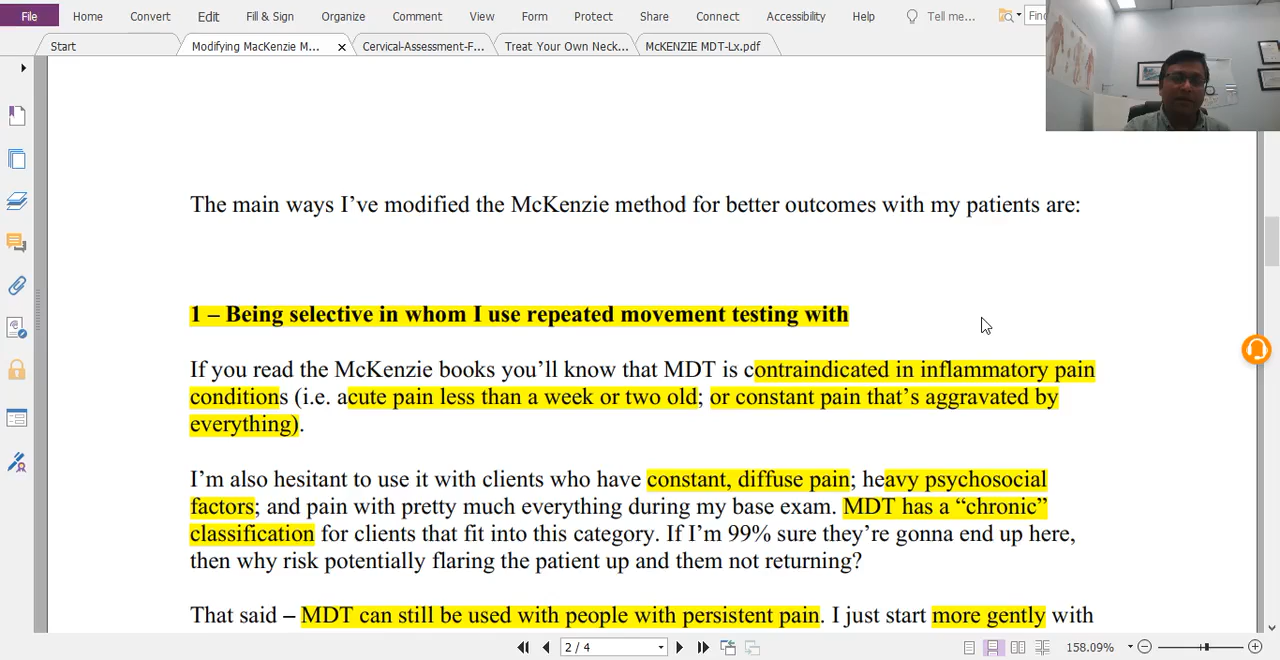 File Home Convert Edit Fill & Sign Organize Comment View Form Protect Share Connect Accessibility Help Tell me...
Start Modifying MacKenzie M... × Cervical-Assessment-F... Treat Your Own Neck... McKENZIE MDT-Lx.pdf
The main ways I’ve modified the McKenzie method for better outcomes with my patients are:
1 – Being selective in whom I use repeated movement testing with
If you read the McKenzie books you’ll know that MDT is contraindicated in inflammatory pain
conditions (i.e. acute pain less than a week or two old; or constant pain that’s aggravated by
everything).
I’m also hesitant to use it with clients who have constant, diffuse pain; heavy psychosocial
factors; and pain with pretty much everything during my base exam. MDT has a “chronic”
classification for clients that fit into this category. If I’m 99% sure they’re gonna end up here,
then why risk potentially flaring the patient up and them not returning?
That said – MDT can still be used with people with persistent pain. I just start more gently with
2 / 4 158.09%